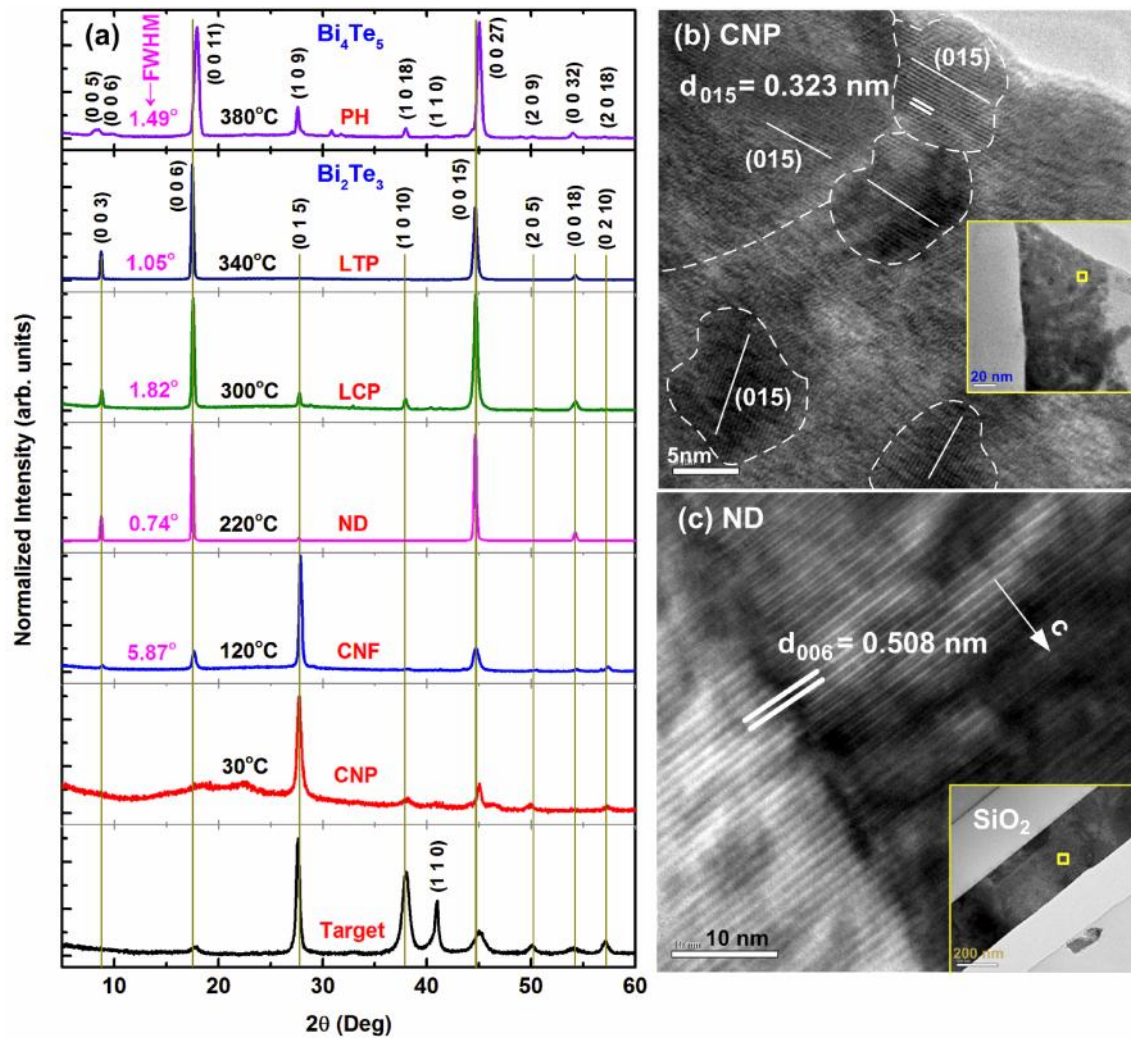 (a)
←FWHM
Bi₄Te₅
(0 0 5)
(0 0 6)
(0 0 11)
(1 0 9)
(1 0 18)
(1 1 0)
(0 0 27)
(2 0 9)
(0 0 32)
(2 0 18)
1.49°
380°C
PH
Bi₂Te₃
(0 0 3)
(0 0 6)
(0 1 5)
(1 0 10)
(0 0 15)
(2 0 5)
(0 0 18)
(0 2 10)
1.05°
340°C
LTP
1.82°
300°C
LCP
0.74°
220°C
ND
5.87°
120°C
CNF
30°C
CNP
(1 1 0)
Target
10 20 30 40 50 60
2θ (Deg)
Normalized Intensity (arb. units)
(b) CNP
d₀₁₅ = 0.323 nm
(015)
(015)
(015)
5nm
20 nm
(c) ND
d₀₀₆ = 0.508 nm
c
SiO₂
10 nm
200 nm